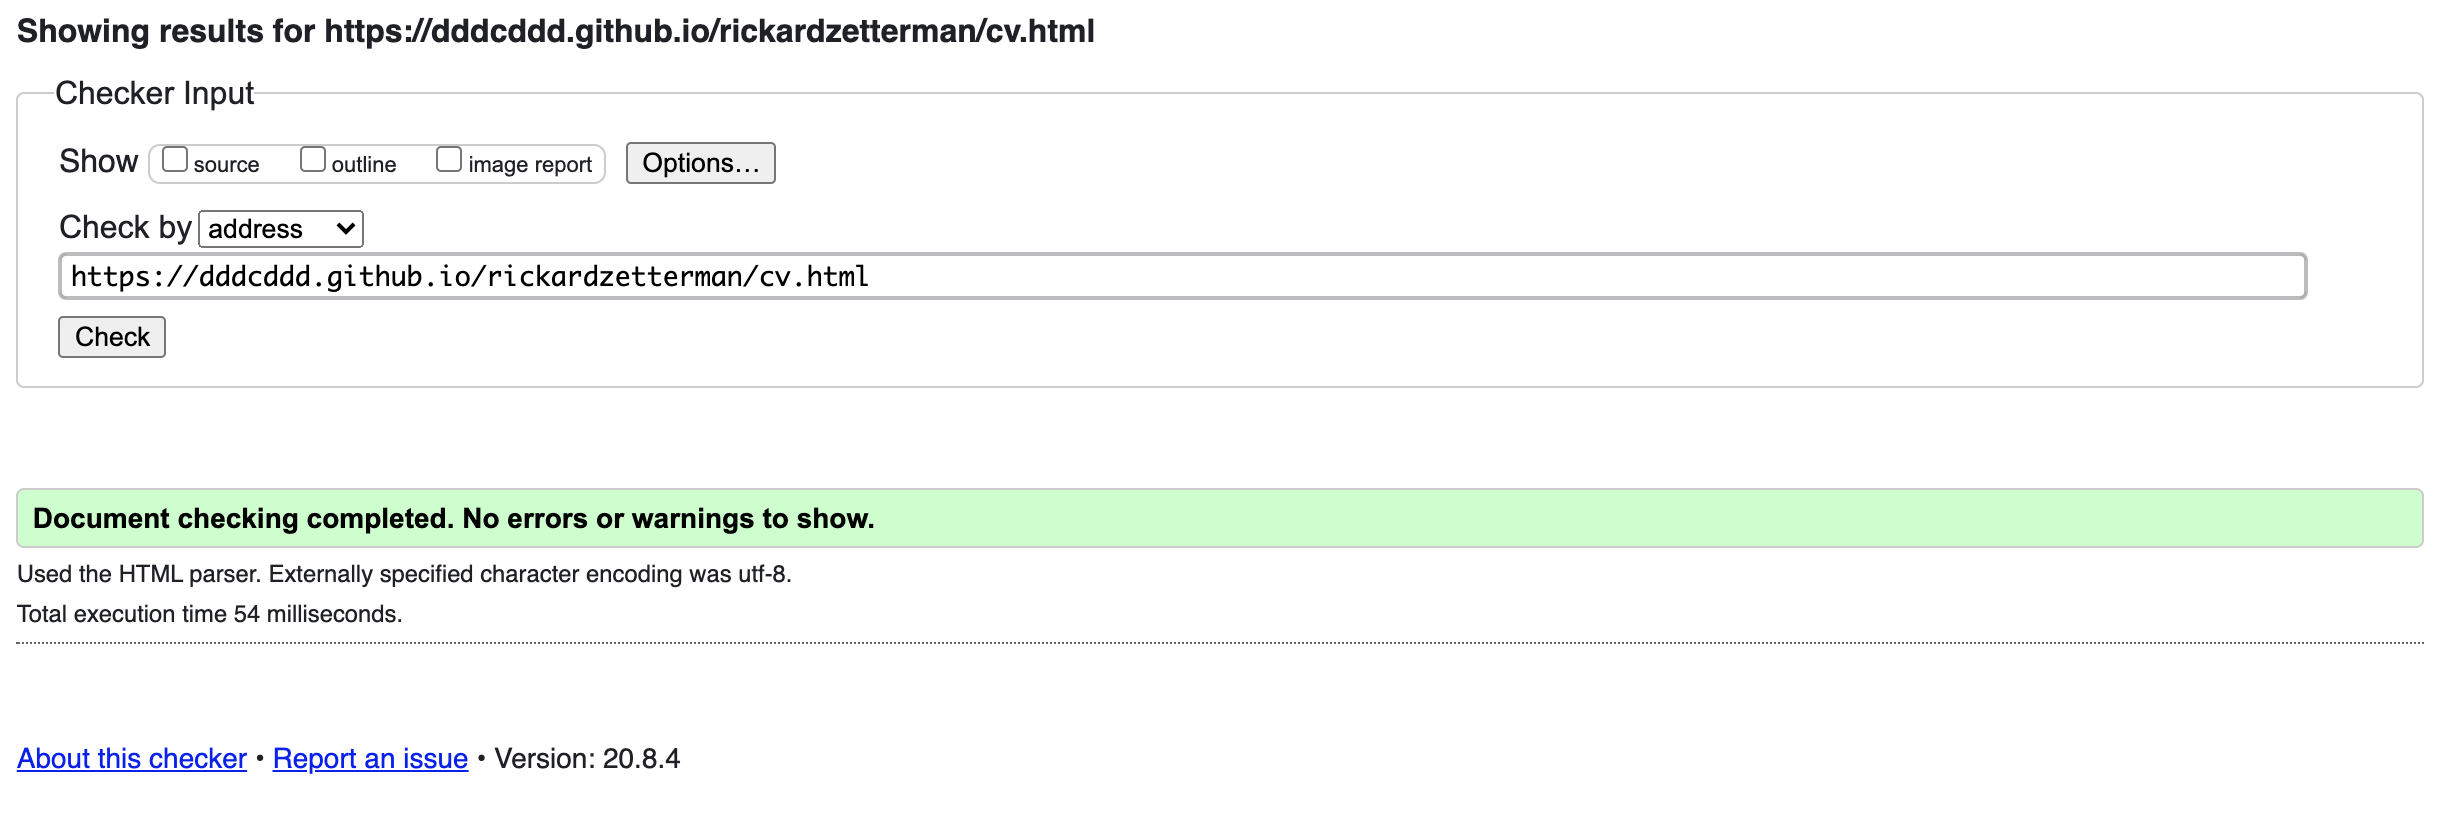 Showing results for https://dddcddd.github.io/rickardzetterman/cv.html
Checker Input
Show source outline image report Options…
Check by address
https://dddcddd.github.io/rickardzetterman/cv.html
Check
Document checking completed. No errors or warnings to show.
Used the HTML parser. Externally specified character encoding was utf-8.
Total execution time 54 milliseconds.
About this checker • Report an issue • Version: 20.8.4